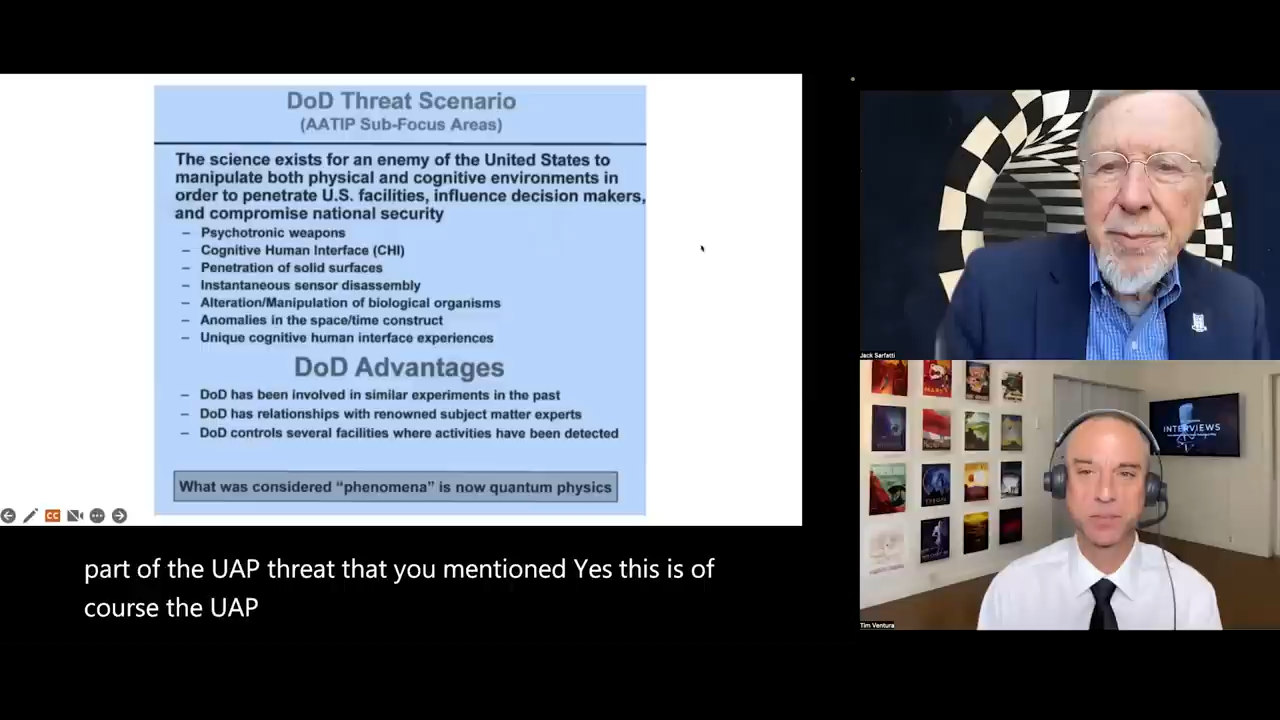 DoD Threat Scenario
(AATIP Sub-Focus Areas)
The science exists for an enemy of the United States to
manipulate both physical and cognitive environments in
order to penetrate U.S. facilities, influence decision makers,
and compromise national security
– Psychotronic weapons
– Cognitive Human Interface (CHI)
– Penetration of solid surfaces
– Instantaneous sensor disassembly
– Alteration/Manipulation of biological organisms
– Anomalies in the space/time construct
– Unique cognitive human interface experiences
DoD Advantages
– DoD has been involved in similar experiments in the past
– DoD has relationships with renowned subject matter experts
– DoD controls several facilities where activities have been detected
What was considered “phenomena” is now quantum physics
CC
part of the UAP threat that you mentioned Yes this is of
course the UAP
Jack Sarfatti
INTERVIEWS
Tim Ventura